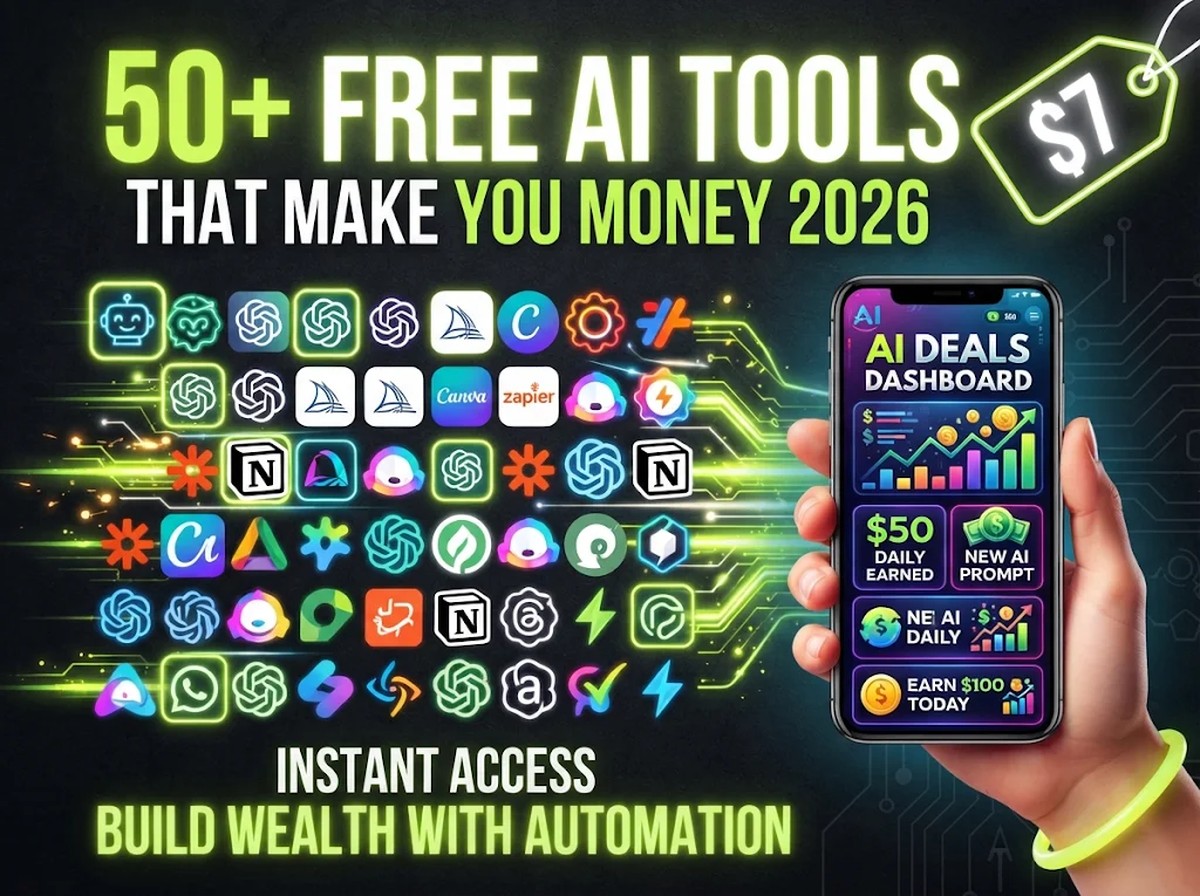 50+ FREE AI TOOLS
$7
THAT MAKE YOU MONEY 2026
C
Canva
zapier
N
N
N
a
AI
AI DEALS
DASHBOARD
$
$
$50
DAILY
EARNED
$
NEW AI
PROMPT
$
NE AI
DAILY
$
EARN $100
TODAY
INSTANT ACCESS
BUILD WEALTH WITH AUTOMATION